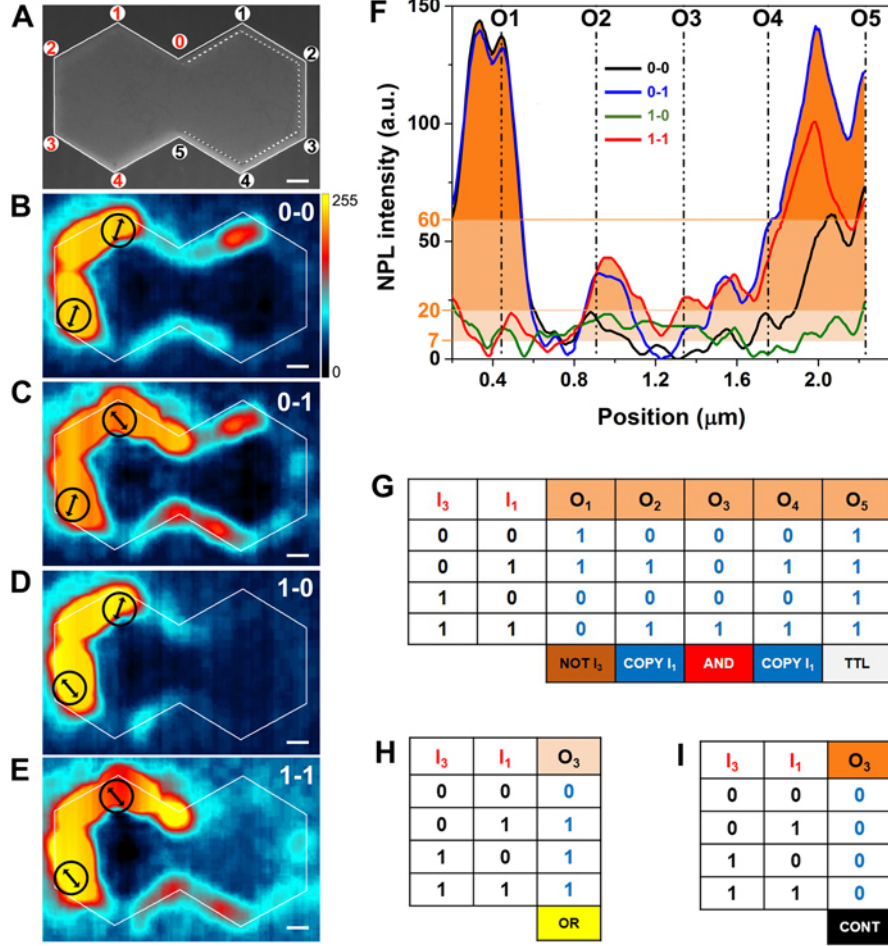 A
1
0
1
2
2
3
5
3
4
4
B
0-0
255
0
C
0-1
D
1-0
E
1-1
F
O1 O2 O3 O4 O5
NPL intensity (a.u.)
150
100
60
50
20
7
0
0-0
0-1
1-0
1-1
0.4 0.8 1.2 1.6 2.0
Position (μm)
G
I₃ I₁ O₁ O₂ O₃ O₄ O₅
0 0 1 0 0 0 1
0 1 1 1 0 1 1
1 0 0 0 0 0 1
1 1 0 1 1 1 1
NOT I₃ COPY I₁ AND COPY I₁ TTL
H
I₃ I₁ O₃
0 0 0
0 1 1
1 0 1
1 1 1
OR
I
I₃ I₁ O₃
0 0 0
0 1 0
1 0 0
1 1 0
CONT